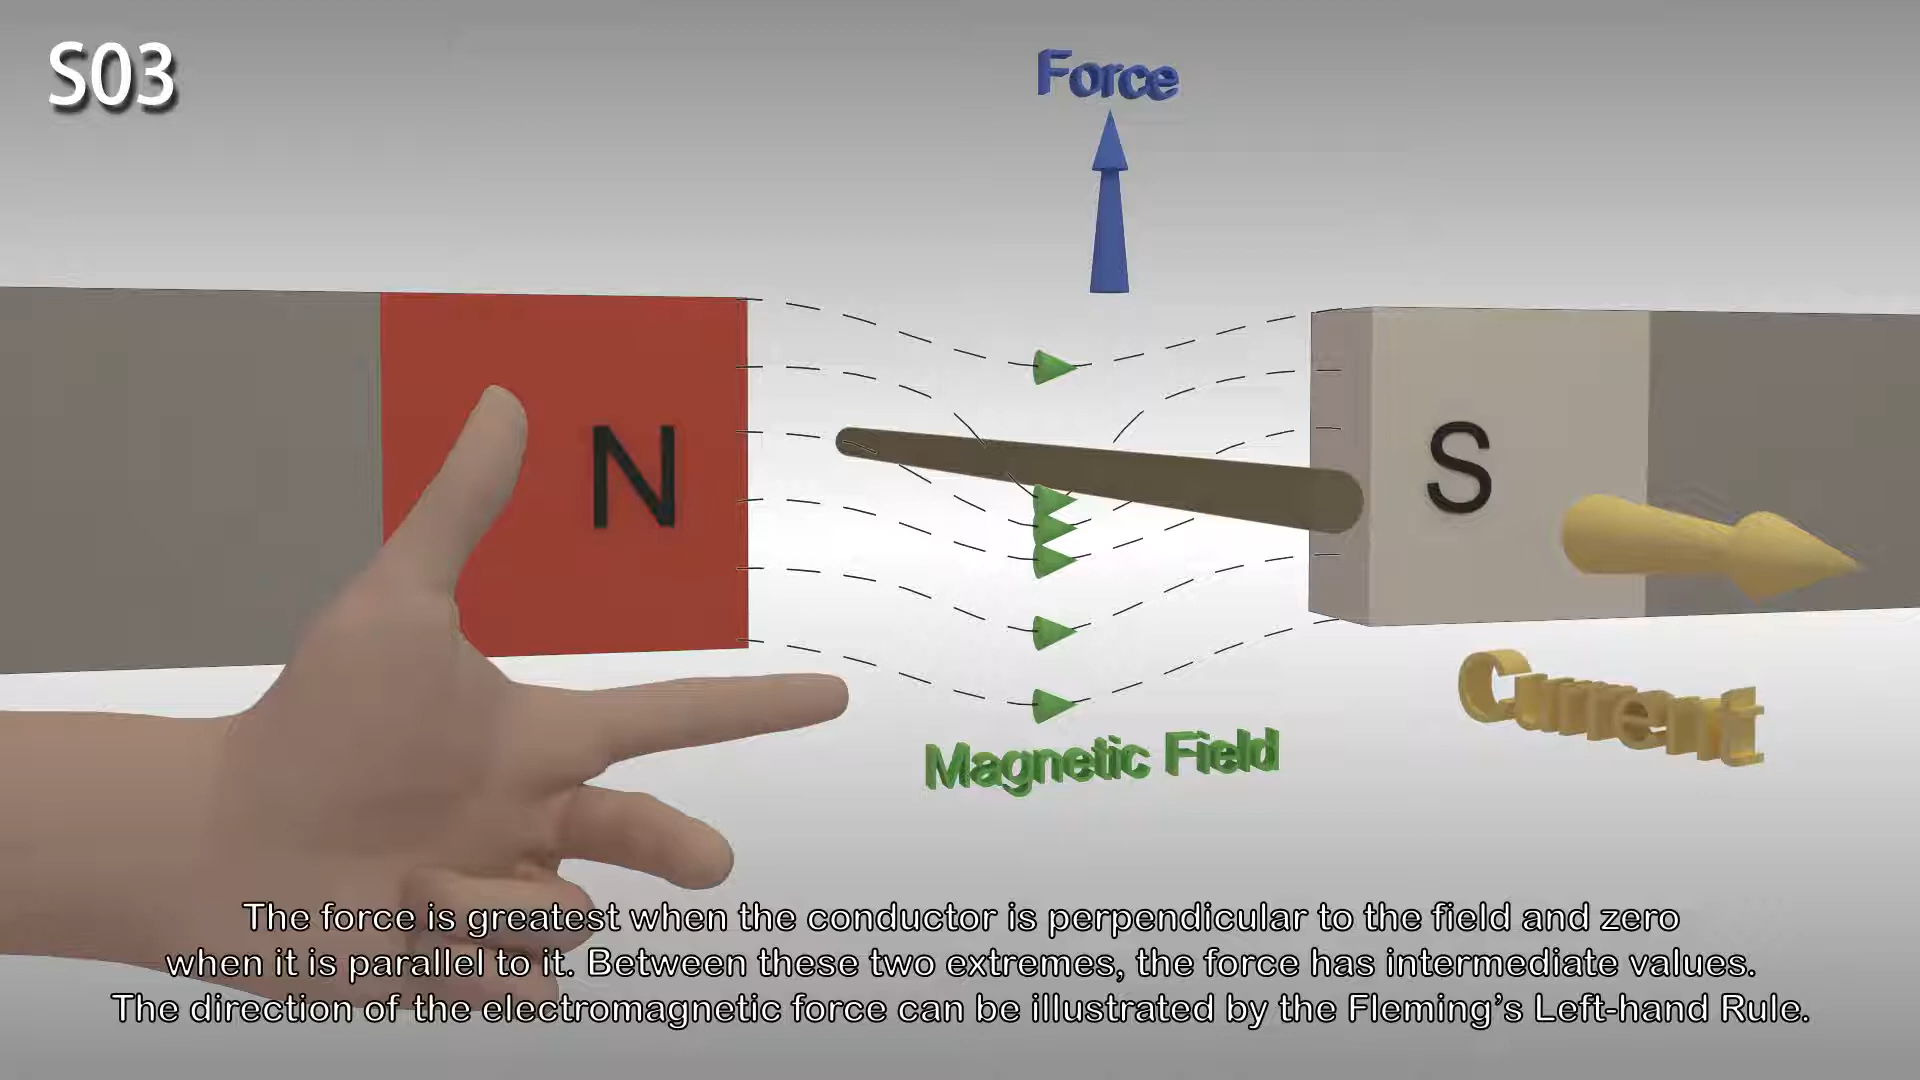 S03
Force
N
S
Current
Magnetic Field
The force is greatest when the conductor is perpendicular to the field and zero
when it is parallel to it. Between these two extremes, the force has intermediate values.
The direction of the electromagnetic force can be illustrated by the Fleming’s Left-hand Rule.